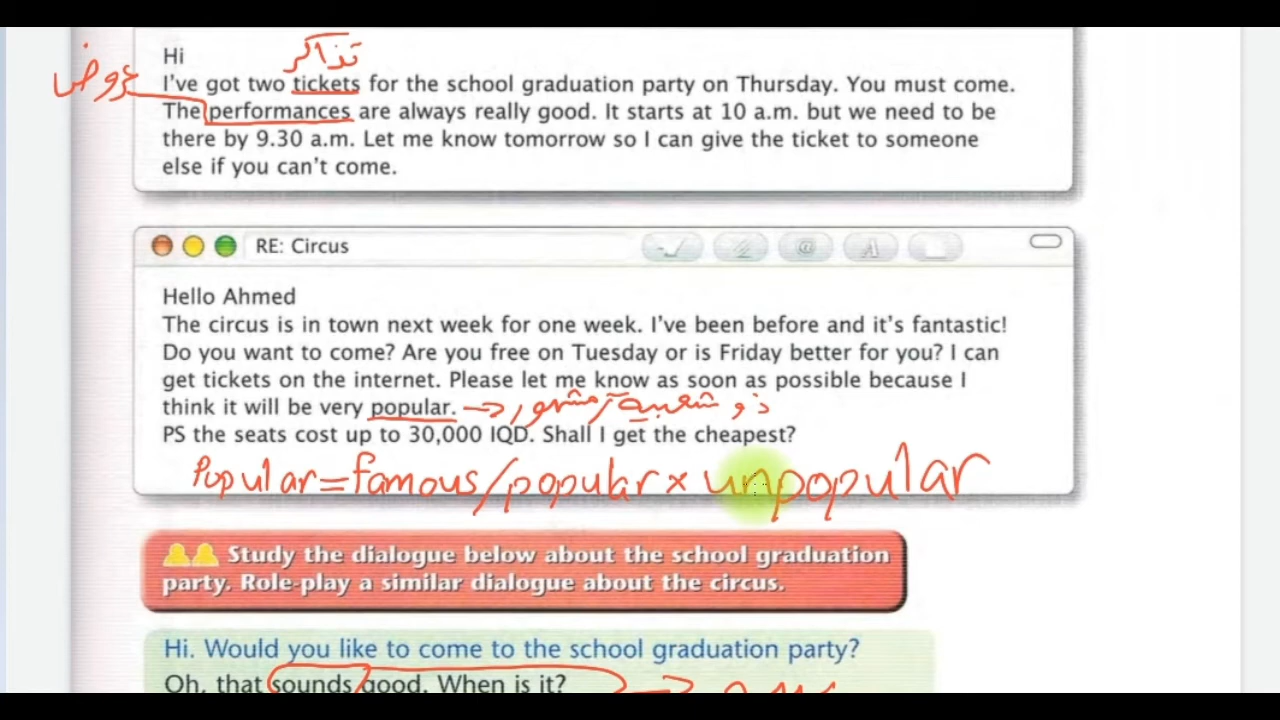 Hi
تذاكر
عروض
I've got two tickets for the school graduation party on Thursday. You must come.
The performances are always really good. It starts at 10 a.m. but we need to be
there by 9.30 a.m. Let me know tomorrow so I can give the ticket to someone
else if you can't come.
RE: Circus
Hello Ahmed
The circus is in town next week for one week. I've been before and it's fantastic!
Do you want to come? Are you free on Tuesday or is Friday better for you? I can
get tickets on the internet. Please let me know as soon as possible because I
think it will be very popular. → ذو شعبية / مشهور
PS the seats cost up to 30,000 IQD. Shall I get the cheapest?
Popular = famous / popular × unpopular
Study the dialogue below about the school graduation
party. Role-play a similar dialogue about the circus.
Hi. Would you like to come to the school graduation party?
Oh, that sounds good. When is it?